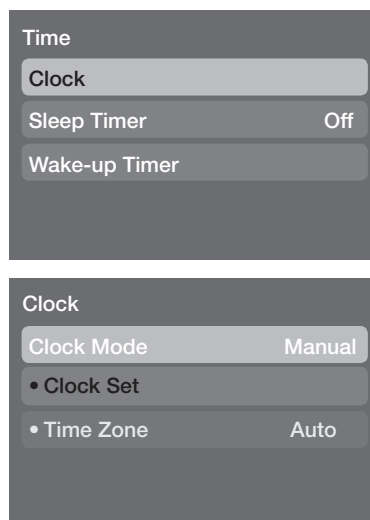 Time
Clock
Sleep Timer Off
Wake-up Timer
Clock
Clock Mode Manual
• Clock Set
• Time Zone Auto